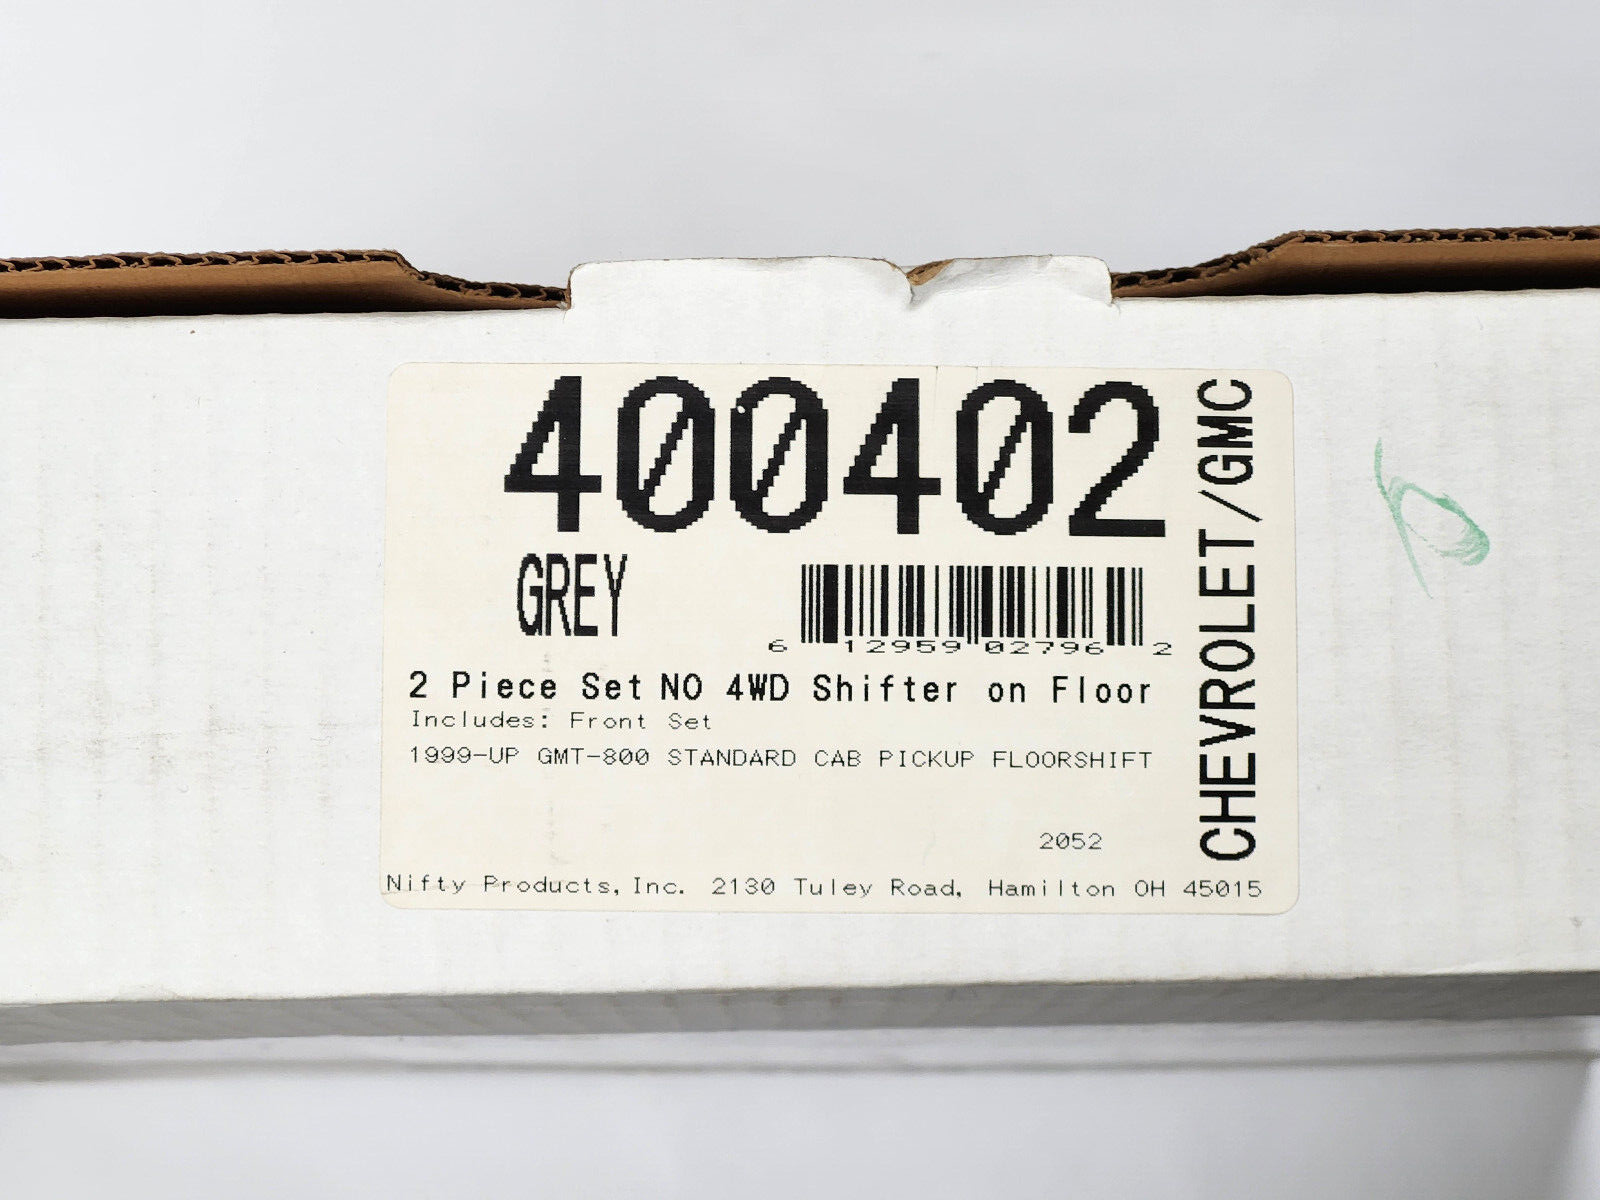 400402
GREY
6 12959 02796 2
2 Piece Set NO 4WD Shifter on Floor
Includes: Front Set
1999-UP GMT-800 STANDARD CAB PICKUP FLOORSHIFT
2052
Nifty Products, Inc. 2130 Tuley Road, Hamilton OH 45015
CHEVROLET/GMC